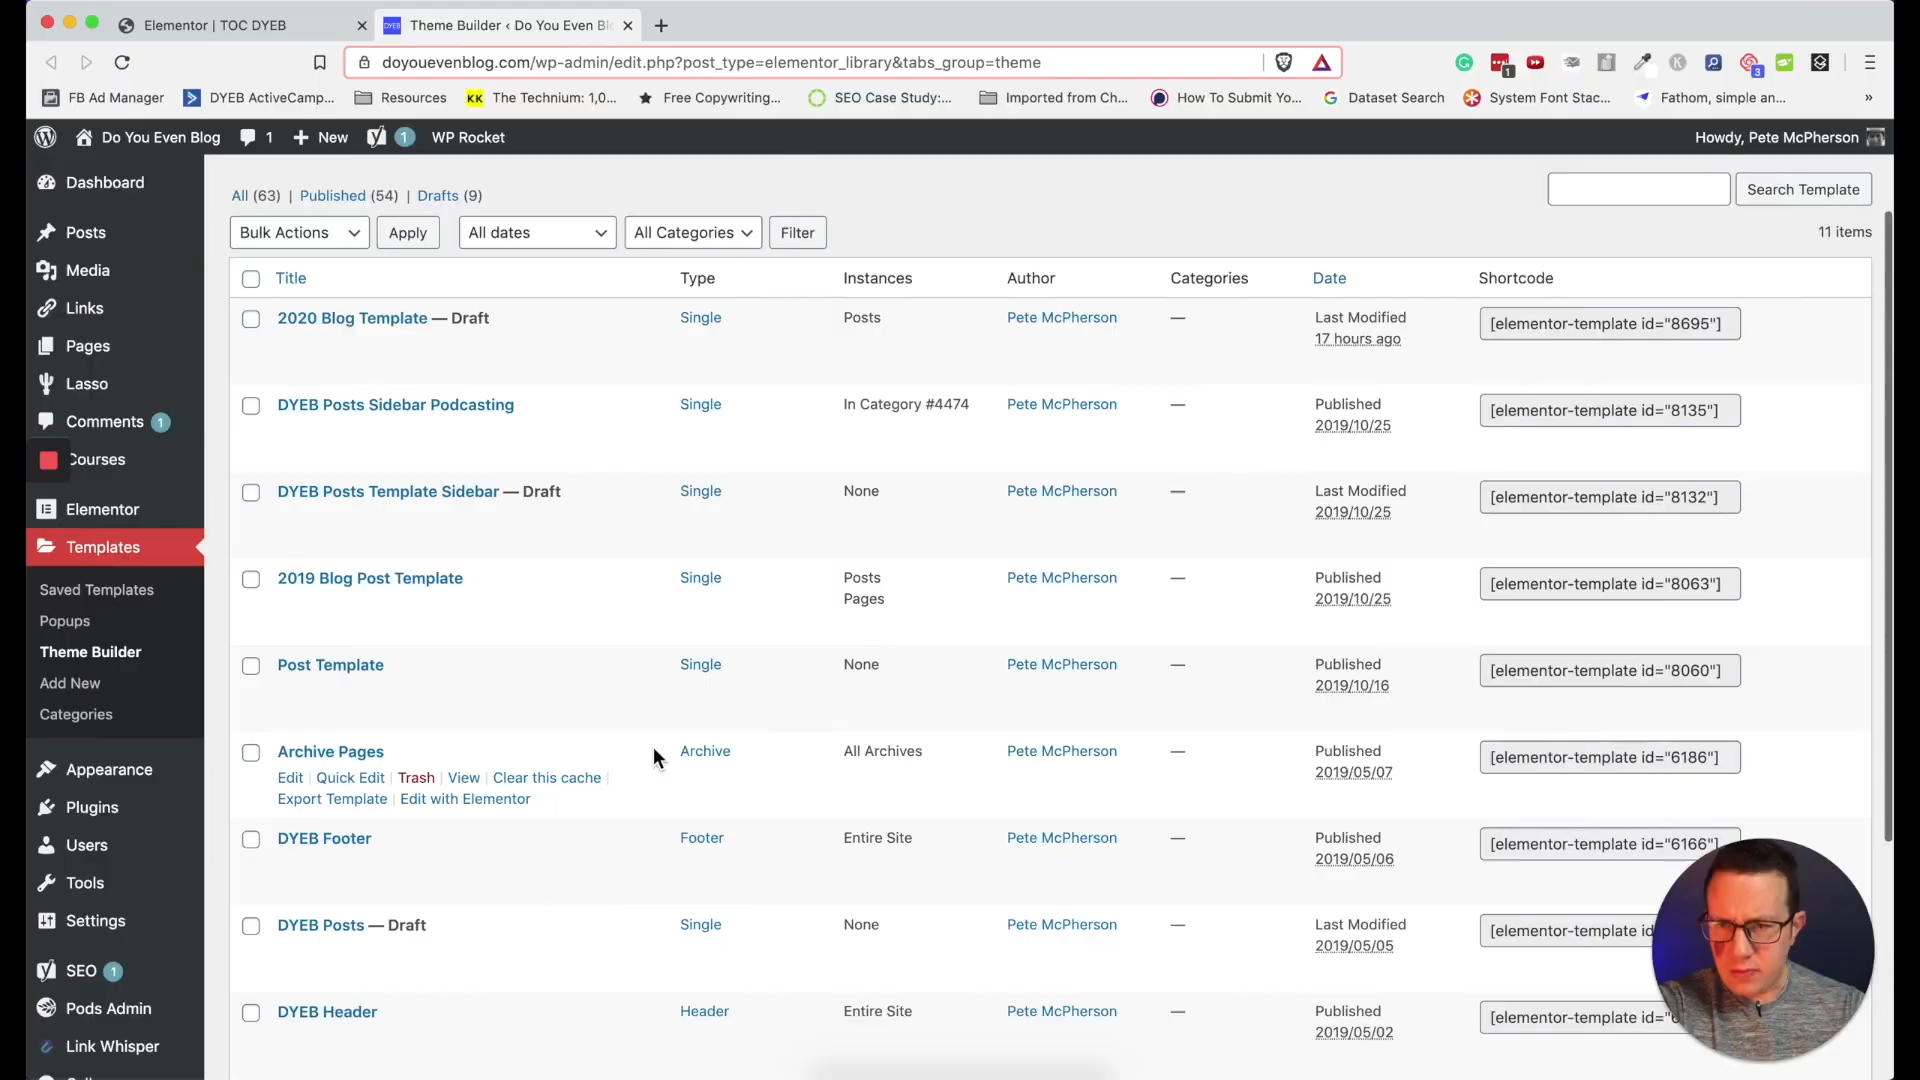 Elementor | TOC DYEB
DYEB
Theme Builder ‹ Do You Even Bl
doyouevenblog.com/wp-admin/edit.php?post_type=elementor_library&tabs_group=theme
1
3
FB Ad Manager
DYEB ActiveCamp...
Resources
KK
The Technium: 1,0...
Free Copywriting...
SEO Case Study:...
Imported from Ch...
How To Submit Yo...
Dataset Search
System Font Stac...
Fathom, simple an...
»
Do You Even Blog
1
New
1
WP Rocket
Howdy, Pete McPherson
Dashboard
Posts
Media
Links
Pages
Lasso
Comments 1
Courses
Elementor
Templates
Saved Templates
Popups
Theme Builder
Add New
Categories
Appearance
Plugins
Users
Tools
Settings
SEO 1
Pods Admin
Link Whisper
All (63) | Published (54) | Drafts (9)
Search Template
Bulk Actions
Apply
All dates
All Categories
Filter
11 items
Title Type Instances Author Categories Date Shortcode
2020 Blog Template — Draft Single Posts Pete McPherson — Last Modified [elementor-template id="8695"]
17 hours ago
DYEB Posts Sidebar Podcasting Single In Category #4474 Pete McPherson — Published [elementor-template id="8135"]
2019/10/25
DYEB Posts Template Sidebar — Draft Single None Pete McPherson — Last Modified [elementor-template id="8132"]
2019/10/25
2019 Blog Post Template Single Posts Pete McPherson — Published [elementor-template id="8063"]
Pages 2019/10/25
Post Template Single None Pete McPherson — Published [elementor-template id="8060"]
2019/10/16
Archive Pages Archive All Archives Pete McPherson — Published [elementor-template id="6186"]
2019/05/07
Edit | Quick Edit | Trash | View | Clear this cache |
Export Template | Edit with Elementor
DYEB Footer Footer Entire Site Pete McPherson — Published [elementor-template id="6166"]
2019/05/06
DYEB Posts — Draft Single None Pete McPherson — Last Modified [elementor-template id
2019/05/05
DYEB Header Header Entire Site Pete McPherson — Published [elementor-template id="
2019/05/02